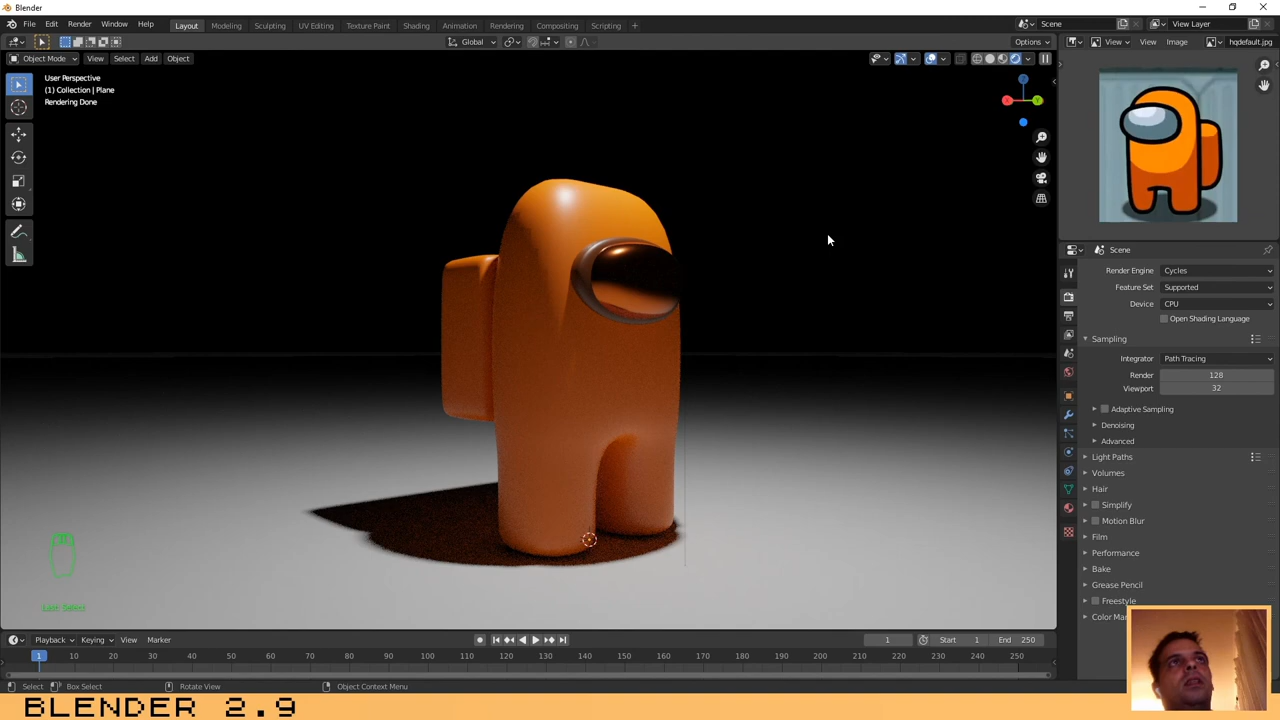 Blender
File Edit Render Window Help
Layout Modeling Sculpting UV Editing Texture Paint Shading Animation Rendering Compositing Scripting +
Scene View Layer
Global Options
Object Mode View Select Add Object
View View Image hqdefault.jpg
User Perspective
(1) Collection | Plane
Rendering Done
Scene
Render Engine Cycles
Feature Set Supported
Device CPU
Open Shading Language
Sampling
Integrator Path Tracing
Render 128
Viewport 32
Adaptive Sampling
Denoising
Advanced
Light Paths
Volumes
Hair
Simplify
Motion Blur
Film
Performance
Bake
Grease Pencil
Freestyle
Color Ma
Last: Select
Playback Keying View Marker
1 Start 1 End 250
1 10 20 30 40 50 60 70 80 90 100 110 120 130 140 150 160 170 180 190 200 210 220 230 240 250
Select Box Select Rotate View Object Context Menu
BLENDER 2.9